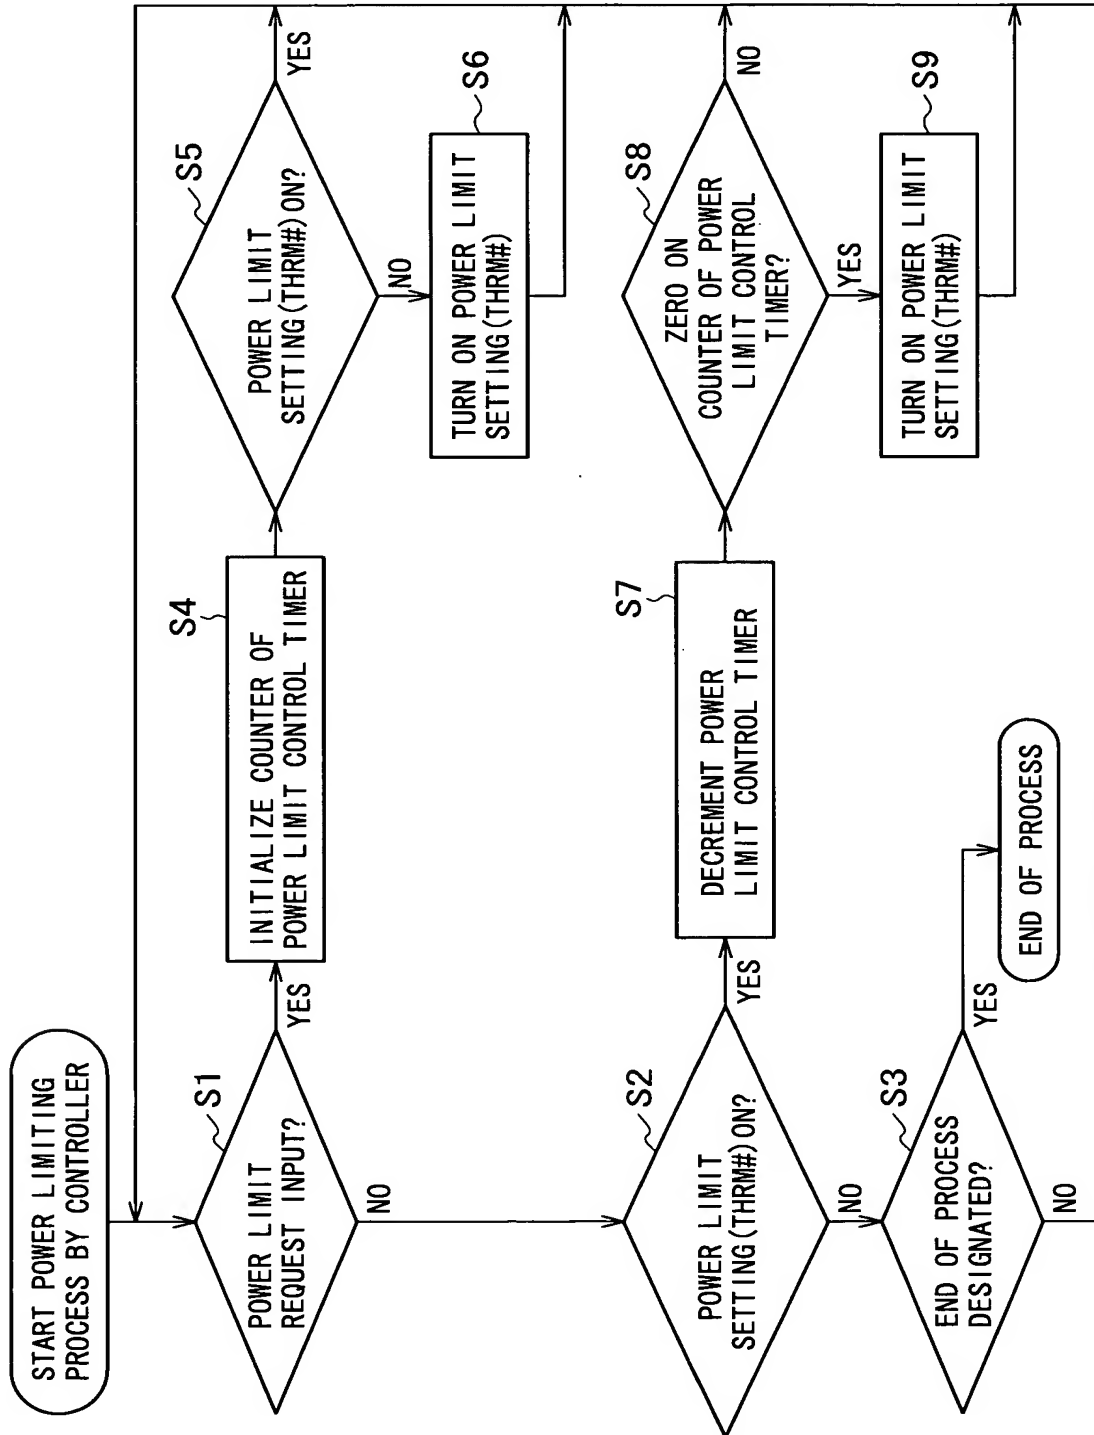 START POWER LIMITING
PROCESS BY CONTROLLER
S1
POWER LIMIT
REQUEST INPUT?
YES
NO
S4
INITIALIZE COUNTER OF
POWER LIMIT CONTROL TIMER
S5
POWER LIMIT
SETTING(THRM#)ON?
YES
NO
S6
TURN ON POWER LIMIT
SETTING(THRM#)
S2
POWER LIMIT
SETTING(THRM#)ON?
YES
NO
S7
DECREMENT POWER
LIMIT CONTROL TIMER
S8
ZERO ON
COUNTER OF POWER
LIMIT CONTROL
TIMER?
NO
YES
S9
TURN ON POWER LIMIT
SETTING(THRM#)
S3
END OF PROCESS
DESIGNATED?
YES
NO
END OF PROCESS